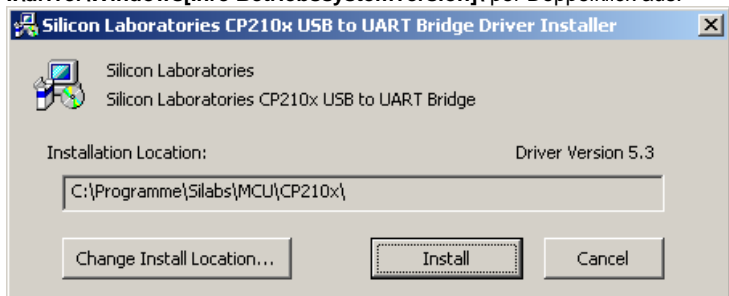 Silicon Laboratories CP210x USB to UART Bridge Driver Installer
Silicon Laboratories
Silicon Laboratories CP210x USB to UART Bridge
Installation Location:
Driver Version 5.3
C:\Programme\Silabs\MCU\CP210x\
Change Install Location...
Install
Cancel